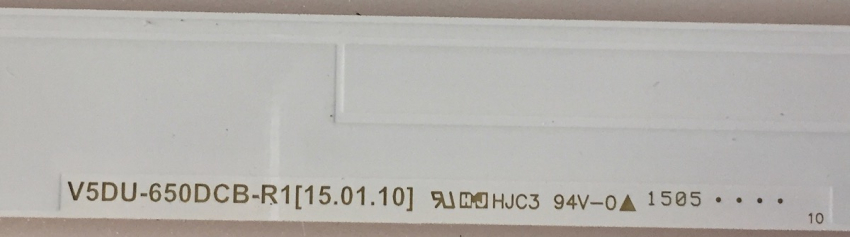 V5DU-650DCB-R1[15.01.10] HJC3 94V-0▲ 1505 • • • •
10